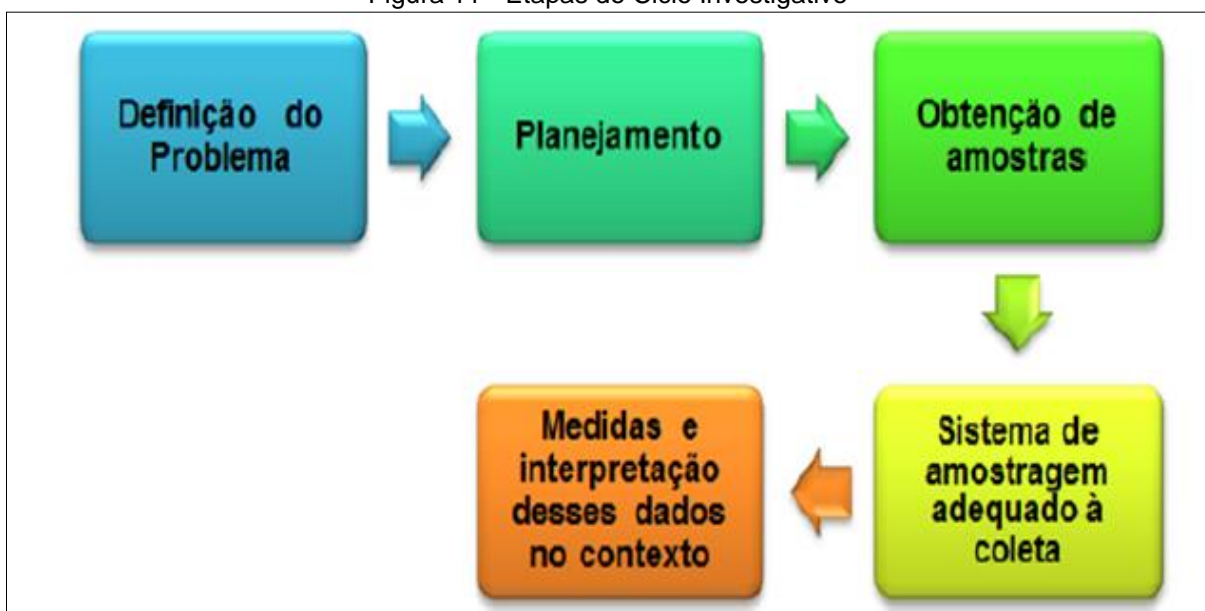 Definição do
Problema
Planejamento
Obtenção de
amostras
Sistema de
amostragem
adequado à
coleta
Medidas e
interpretação
desses dados
no contexto